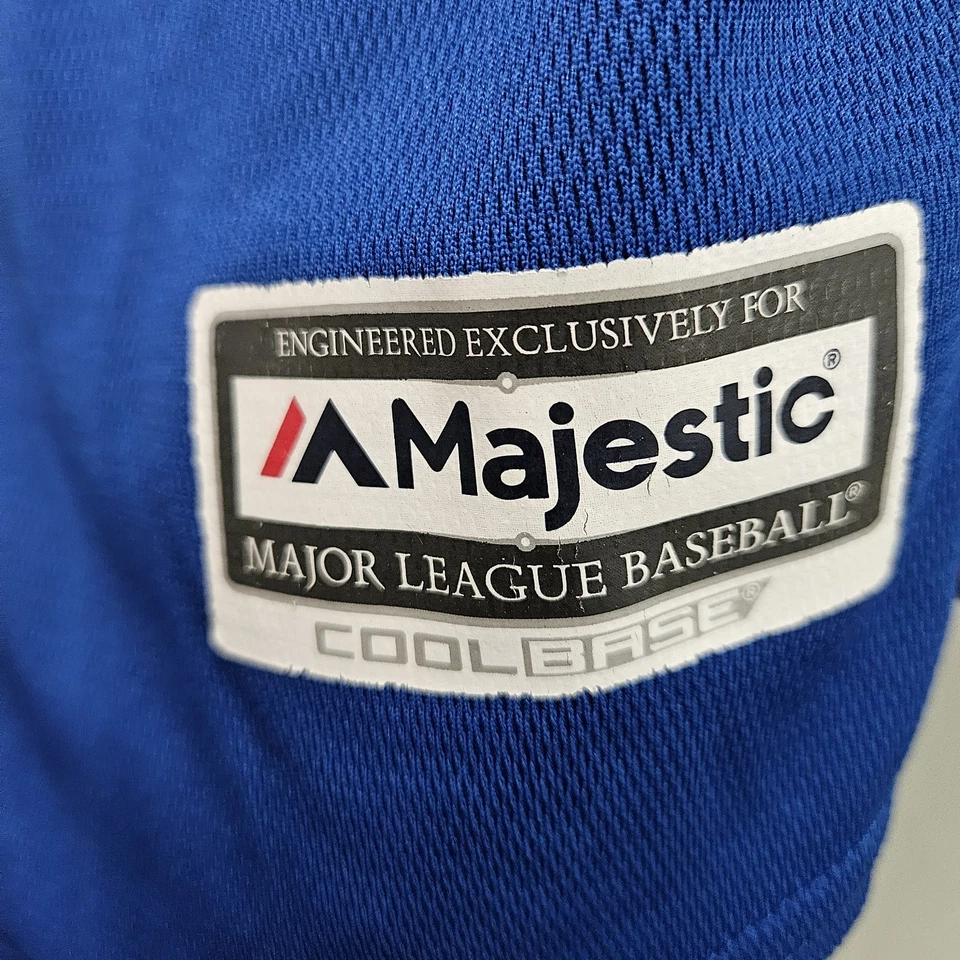 ENGINEERED EXCLUSIVELY FOR
Majestic®
MAJOR LEAGUE BASEBALL®
COOLBASE®